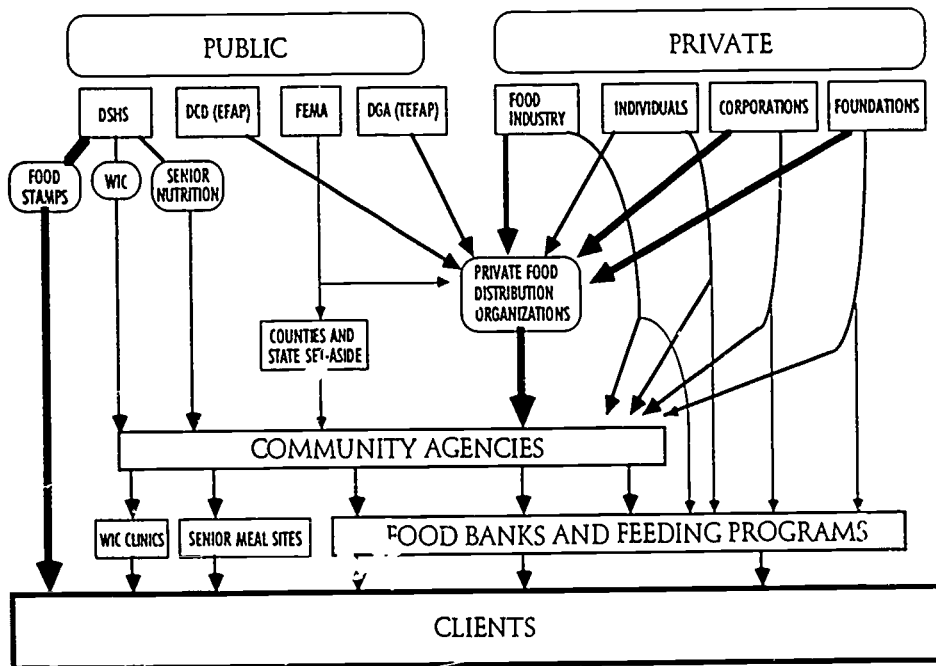 PUBLIC
PRIVATE
DSHS
DCD (EFAP)
FEMA
DGA (TEFAP)
FOOD
INDUSTRY
INDIVIDUALS
CORPORATIONS
FOUNDATIONS
FOOD
STAMPS
WIC
SENIOR
NUTRITION
PRIVATE FOOD
DISTRIBUTION
ORGANIZATIONS
COUNTIES AND
STATE SET-ASIDE
COMMUNITY AGENCIES
WIC CLINICS
SENIOR MEAL SITES
FOOD BANKS AND FEEDING PROGRAMS
CLIENTS